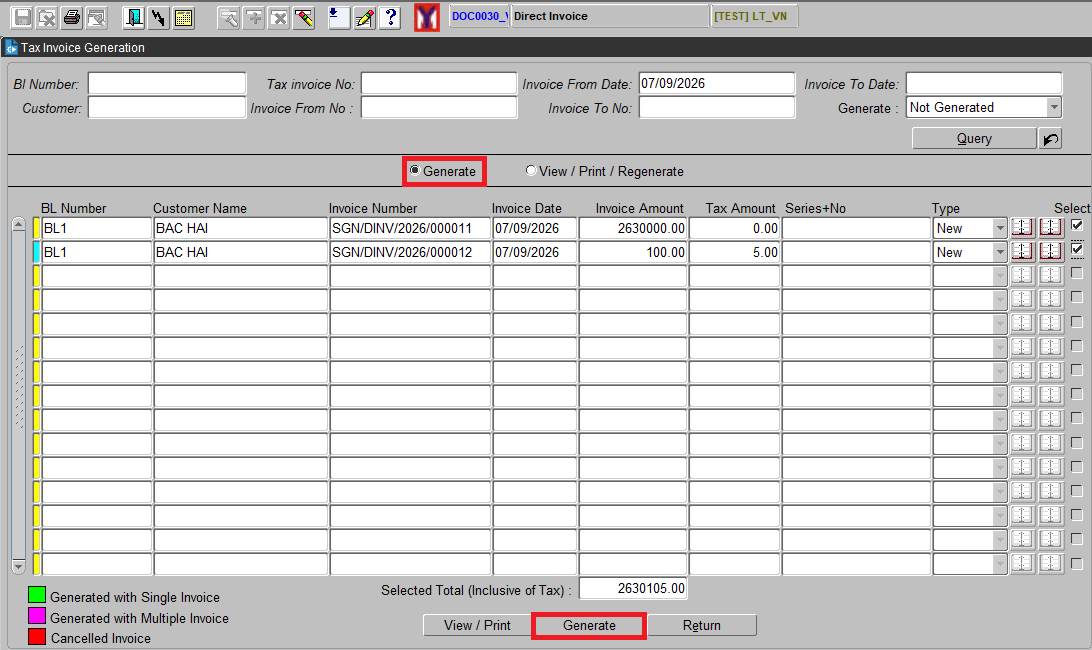 DOC0030_ Direct Invoice [TEST] LT_VN
Tax Invoice Generation
Bl Number: Tax invoice No: Invoice From Date: 07/09/2026 Invoice To Date:
Customer: Invoice From No : Invoice To No: Generate : Not Generated
Query
Generate View / Print / Regenerate
BL Number Customer Name Invoice Number Invoice Date Invoice Amount Tax Amount Series+No Type Select
BL1 BAC HAI SGN/DINV/2026/000011 07/09/2026 2630000.00 0.00 New
BL1 BAC HAI SGN/DINV/2026/000012 07/09/2026 100.00 5.00 New
Selected Total (Inclusive of Tax) : 2630105.00
Generated with Single Invoice
Generated with Multiple Invoice
Cancelled Invoice
View / Print Generate Return